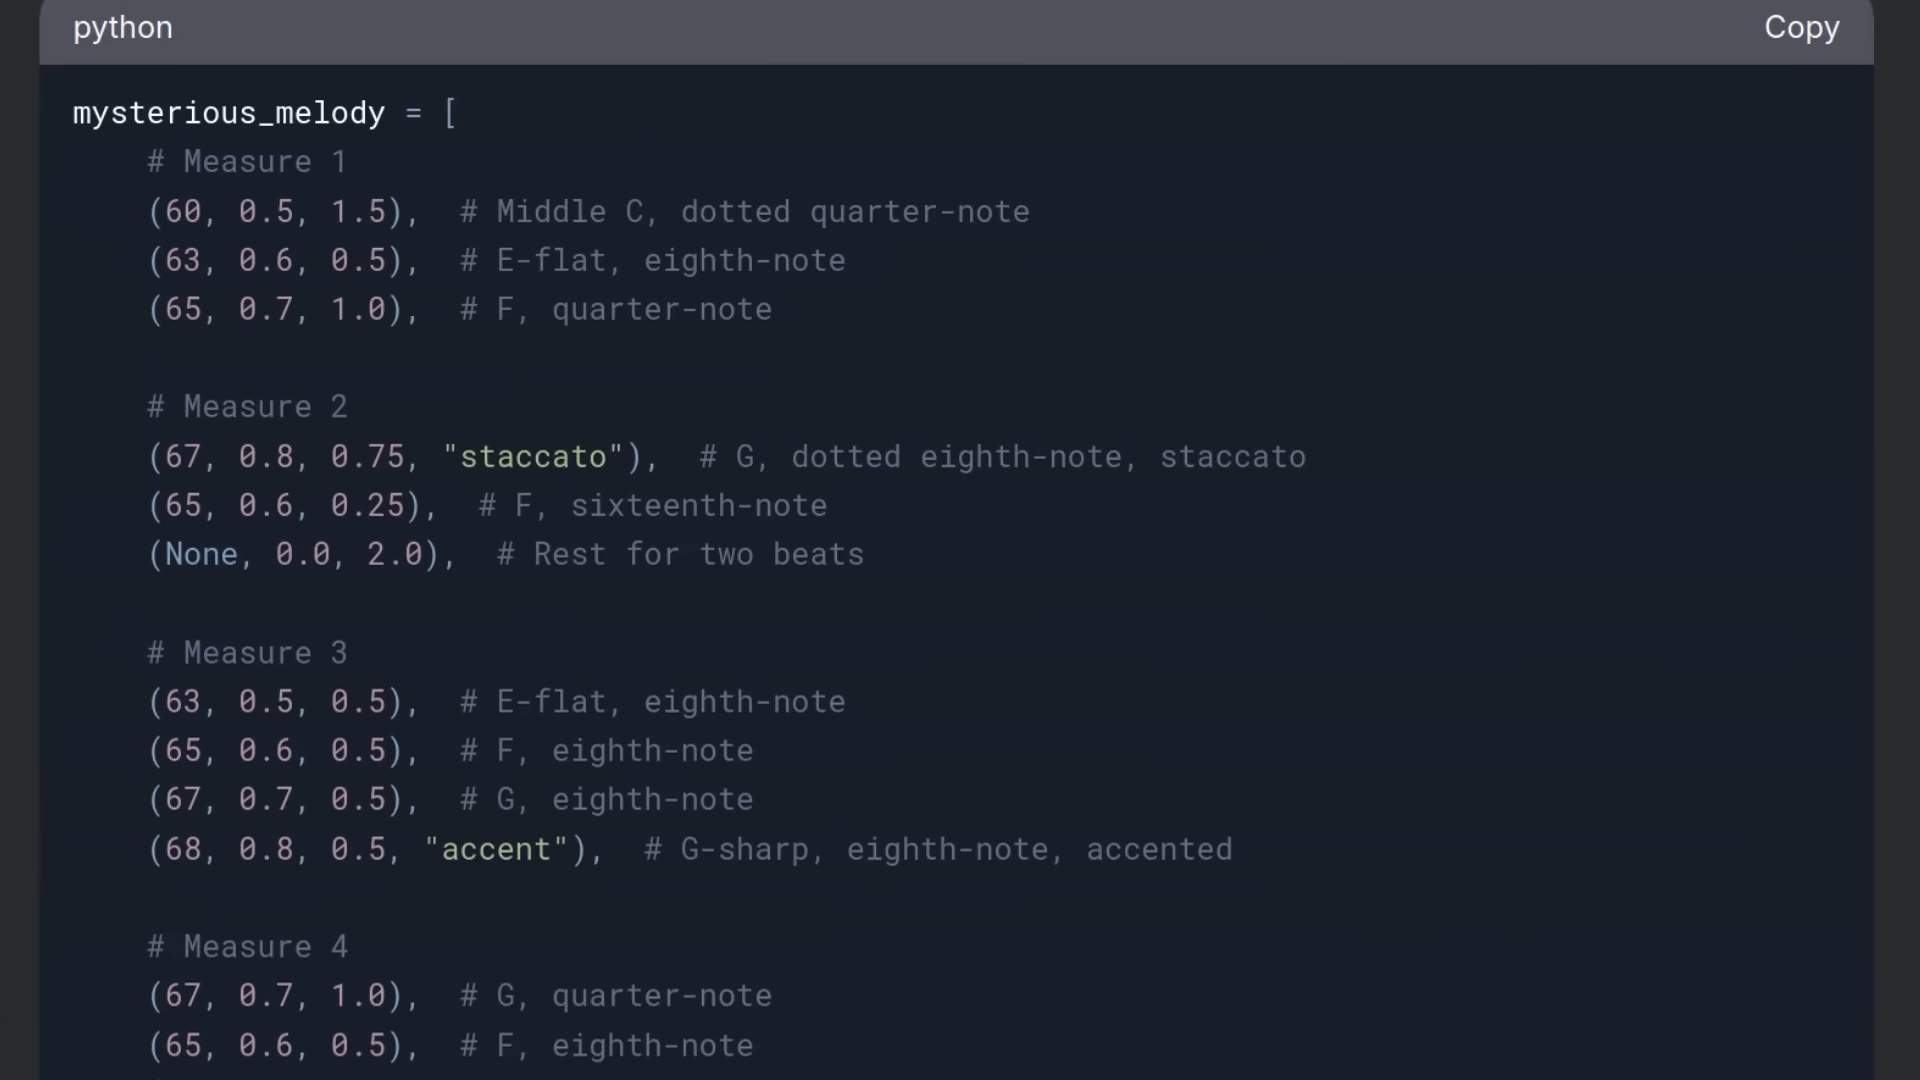 python
Copy
mysterious_melody = [
    # Measure 1
    (60, 0.5, 1.5),  # Middle C, dotted quarter-note
    (63, 0.6, 0.5),  # E-flat, eighth-note
    (65, 0.7, 1.0),  # F, quarter-note
    # Measure 2
    (67, 0.8, 0.75, "staccato"),  # G, dotted eighth-note, staccato
    (65, 0.6, 0.25),  # F, sixteenth-note
    (None, 0.0, 2.0),  # Rest for two beats
    # Measure 3
    (63, 0.5, 0.5),  # E-flat, eighth-note
    (65, 0.6, 0.5),  # F, eighth-note
    (67, 0.7, 0.5),  # G, eighth-note
    (68, 0.8, 0.5, "accent"),  # G-sharp, eighth-note, accented
    # Measure 4
    (67, 0.7, 1.0),  # G, quarter-note
    (65, 0.6, 0.5),  # F, eighth-note